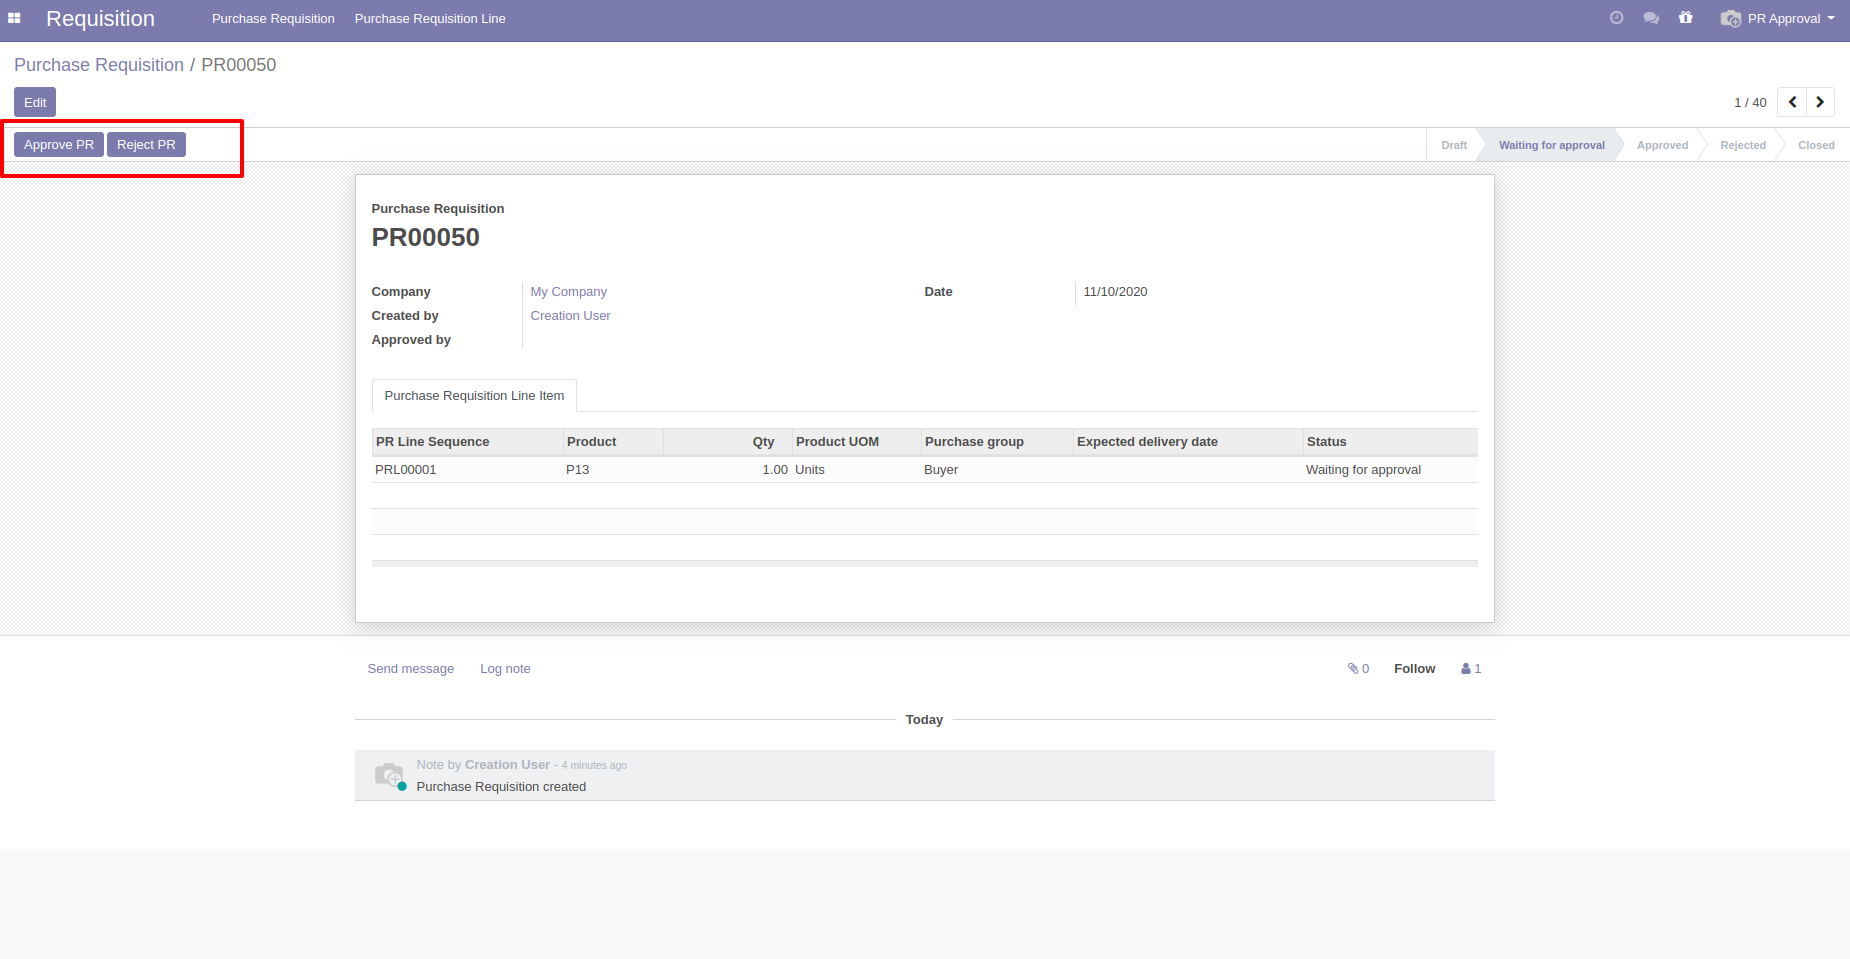 Requisition Purchase Requisition Purchase Requisition Line PR Approval
Purchase Requisition / PR00050
Edit 1 / 40
Approve PR Reject PR Draft Waiting for approval Approved Rejected Closed
Purchase Requisition
PR00050
Company My Company Date 11/10/2020
Created by Creation User
Approved by
Purchase Requisition Line Item
PR Line Sequence Product Qty Product UOM Purchase group Expected delivery date Status
PRL00001 P13 1.00 Units Buyer Waiting for approval
Send message Log note 0 Follow 1
Today
Note by Creation User - 4 minutes ago
Purchase Requisition created